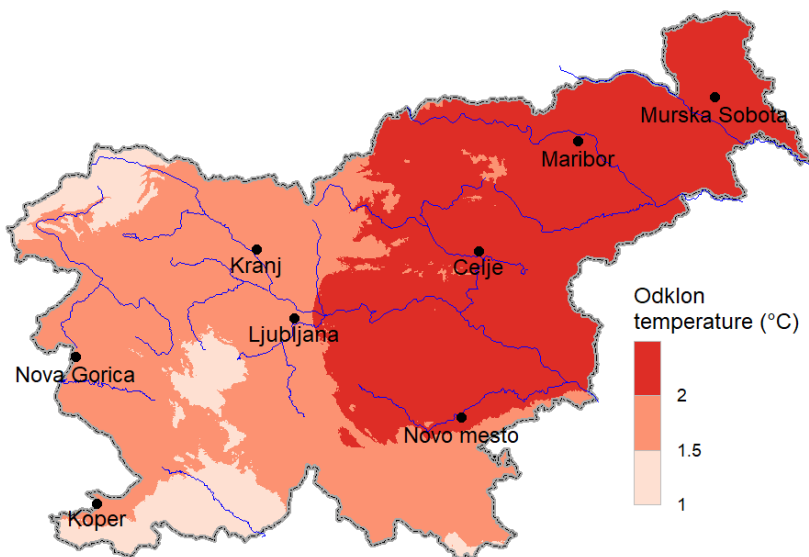 Murska Sobota
Maribor
Kranj
Celje
Ljubljana
Nova Gorica
Novo mesto
Koper
Odklon
temperature (°C)
2
1.5
1